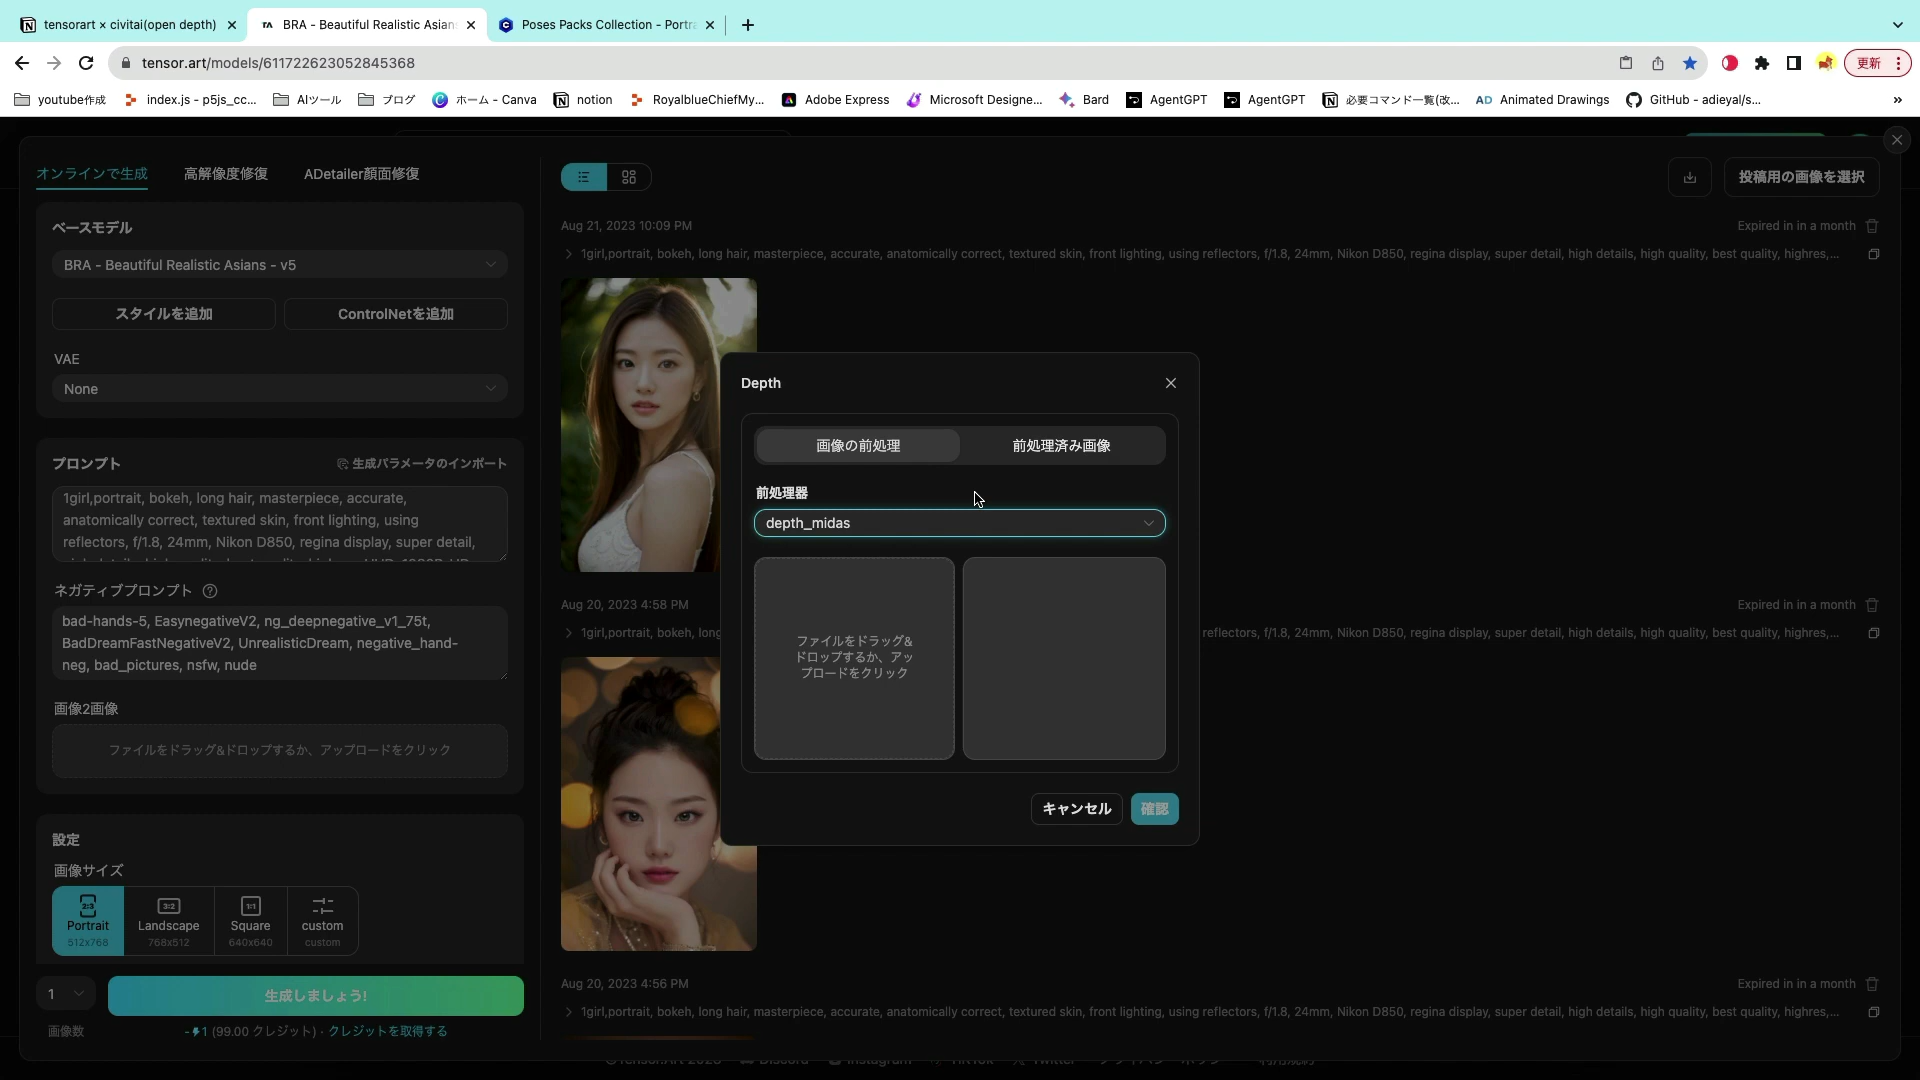 tensorart × civitai(open depth)
BRA - Beautiful Realistic Asians
Poses Packs Collection - Portra
tensor.art/models/611722623052845368
更新
youtube作成
index.js - p5js_cc...
AIツール
ブログ
ホーム - Canva
notion
RoyalblueChiefMy...
Adobe Express
Microsoft Designe...
Bard
AgentGPT
AgentGPT
必要コマンド一覧(改...
Animated Drawings
GitHub - adieyal/s...
オンラインで生成
高解像度修復
ADetailer顔面修復
投稿用の画像を選択
ベースモデル
BRA - Beautiful Realistic Asians - v5
スタイルを追加
ControlNetを追加
VAE
None
プロンプト
生成パラメータのインポート
1girl,portrait, bokeh, long hair, masterpiece, accurate,
anatomically correct, textured skin, front lighting, using
reflectors, f/1.8, 24mm, Nikon D850, regina display, super detail,
ネガティブプロンプト
bad-hands-5, EasynegativeV2, ng_deepnegative_v1_75t,
BadDreamFastNegativeV2, UnrealisticDream, negative_hand-
neg, bad_pictures, nsfw, nude
画像2画像
ファイルをドラッグ&ドロップするか、アップロードをクリック
設定
画像サイズ
2:3
Portrait
512x768
3:2
Landscape
768x512
1:1
Square
640x640
custom
custom
1
生成しましょう!
画像数
-1 (99.00 クレジット) · クレジットを取得する
Aug 21, 2023 10:09 PM
Expired in in a month
1girl,portrait, bokeh, long hair, masterpiece, accurate, anatomically correct, textured skin, front lighting, using reflectors, f/1.8, 24mm, Nikon D850, regina display, super detail, high details, high quality, best quality, highres,...
Depth
画像の前処理
前処理済み画像
前処理器
depth_midas
ファイルをドラッグ&
ドロップするか、アッ
プロードをクリック
キャンセル
確認
Aug 20, 2023 4:58 PM
Expired in in a month
1girl,portrait, bokeh, long
reflectors, f/1.8, 24mm, Nikon D850, regina display, super detail, high details, high quality, best quality, highres,...
Aug 20, 2023 4:56 PM
Expired in in a month
1girl,portrait, bokeh, long hair, masterpiece, accurate, anatomically correct, textured skin, front lighting, using reflectors, f/1.8, 24mm, Nikon D850, regina display, super detail, high details, high quality, best quality, highres,...